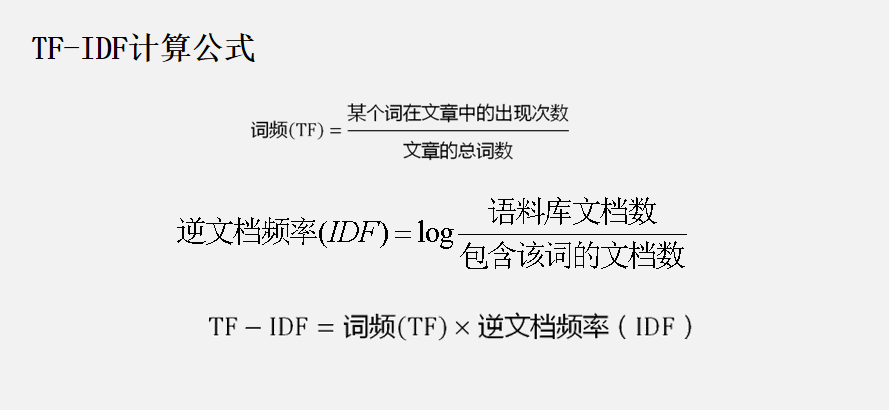 TF-IDF计算公式
词频(TF) = 某个词在文章中的出现次数 / 文章的总词数
逆文档频率(IDF) = log 语料库文档数 / 包含该词的文档数
TF − IDF = 词频(TF) × 逆文档频率（IDF）